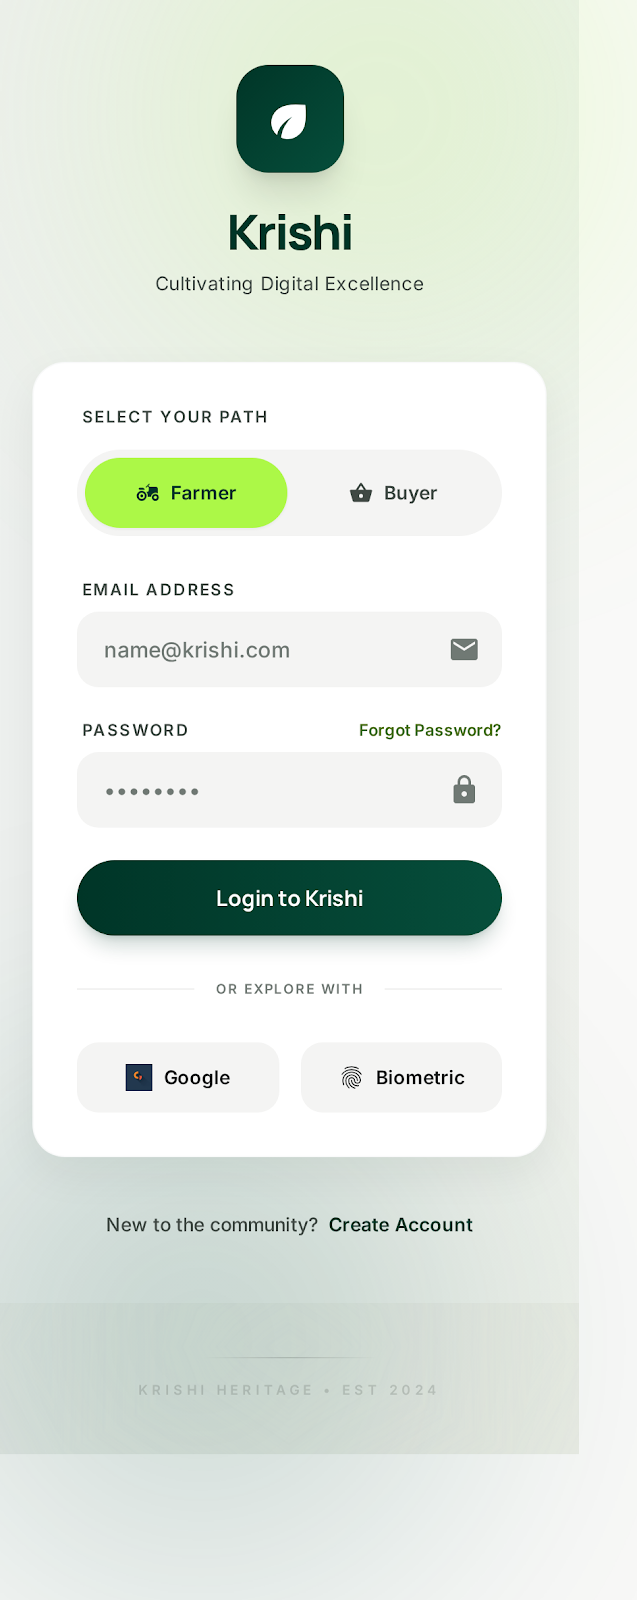 Krishi
Cultivating Digital Excellence
SELECT YOUR PATH
Farmer
Buyer
EMAIL ADDRESS
name@krishi.com
PASSWORD
Forgot Password?
••••••••
Login to Krishi
OR EXPLORE WITH
Google
Biometric
New to the community? Create Account
KRISHI HERITAGE • EST 2024